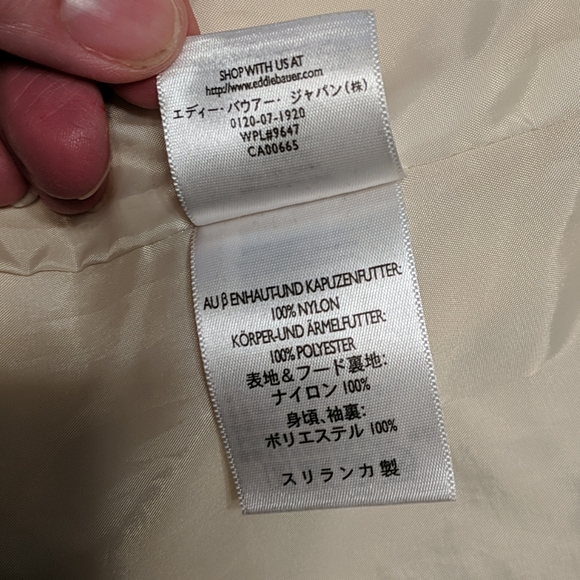 SHOP WITH US AT
http://www.eddiebauer.com
エディー・バウアー・ジャパン(株)
0120-07-1920
WPL#9647
CA00665
AUβENHAUT-UND KAPUZENFUTTER:
100% NYLON
KÖRPER-UND ÄRMELFUTTER:
100% POLYESTER
表地&フード裏地:
ナイロン 100%
身頃、袖裏:
ポリエステル 100%
スリランカ製